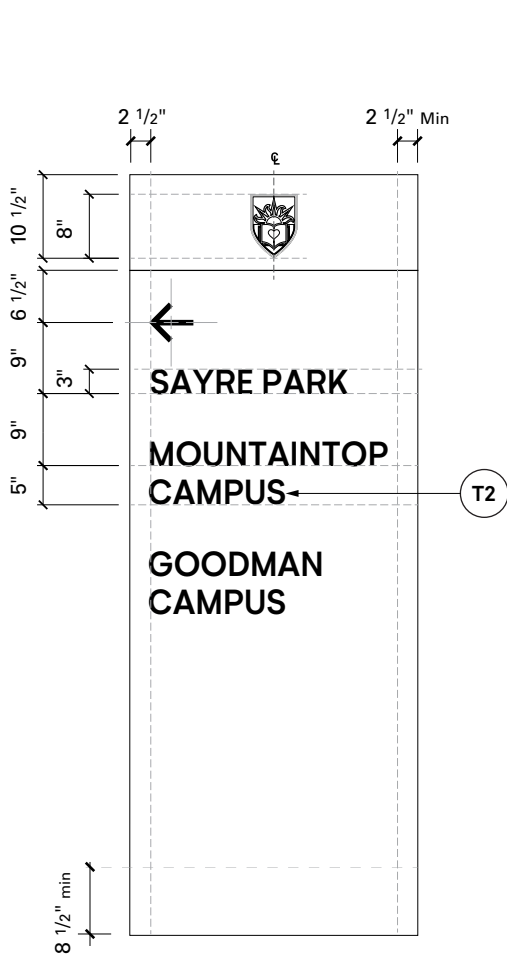 2 1/2"
2 1/2" Min
℄
10 1/2"
8"
6 1/2"
9"
3"
SAYRE PARK
9"
MOUNTAINTOP
5"
CAMPUS
T2
GOODMAN
CAMPUS
8 1/2" min